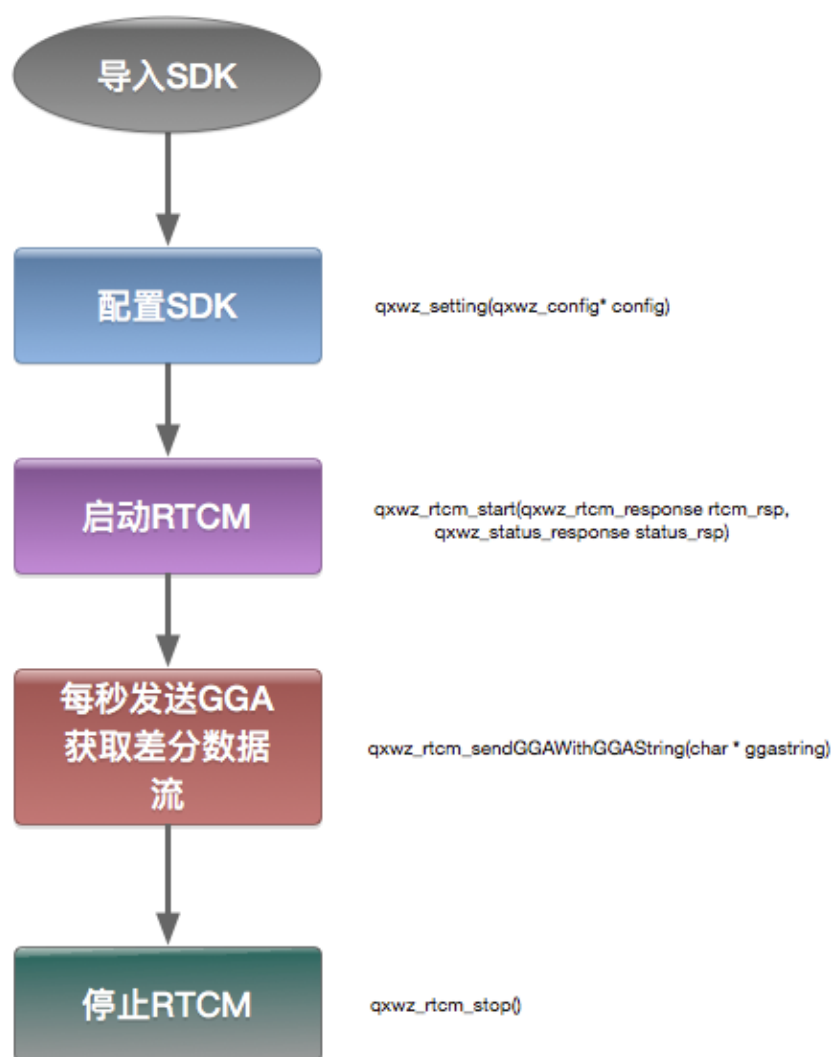 导入SDK
配置SDK
qxwz_setting(qxwz_config* config)
启动RTCM
qxwz_rtcm_start(qxwz_rtcm_response rtcm_rsp,
qxwz_status_response status_rsp)
每秒发送GGA
获取差分数据
流
qxwz_rtcm_sendGGAWithGGAString(char * ggastring)
停止RTCM
qxwz_rtcm_stop()